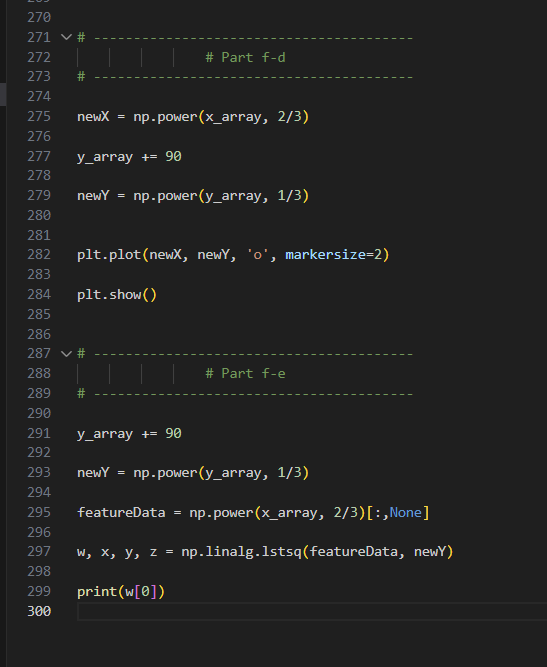 270
271 # ----------------------------------------
272 # Part f-d
273 # ----------------------------------------
274
275 newX = np.power(x_array, 2/3)
276
277 y_array += 90
278
279 newY = np.power(y_array, 1/3)
280
281
282 plt.plot(newX, newY, 'o', markersize=2)
283
284 plt.show()
285
286
287 # ----------------------------------------
288 # Part f-e
289 # ----------------------------------------
290
291 y_array += 90
292
293 newY = np.power(y_array, 1/3)
294
295 featureData = np.power(x_array, 2/3)[:,None]
296
297 w, x, y, z = np.linalg.lstsq(featureData, newY)
298
299 print(w[0])
300